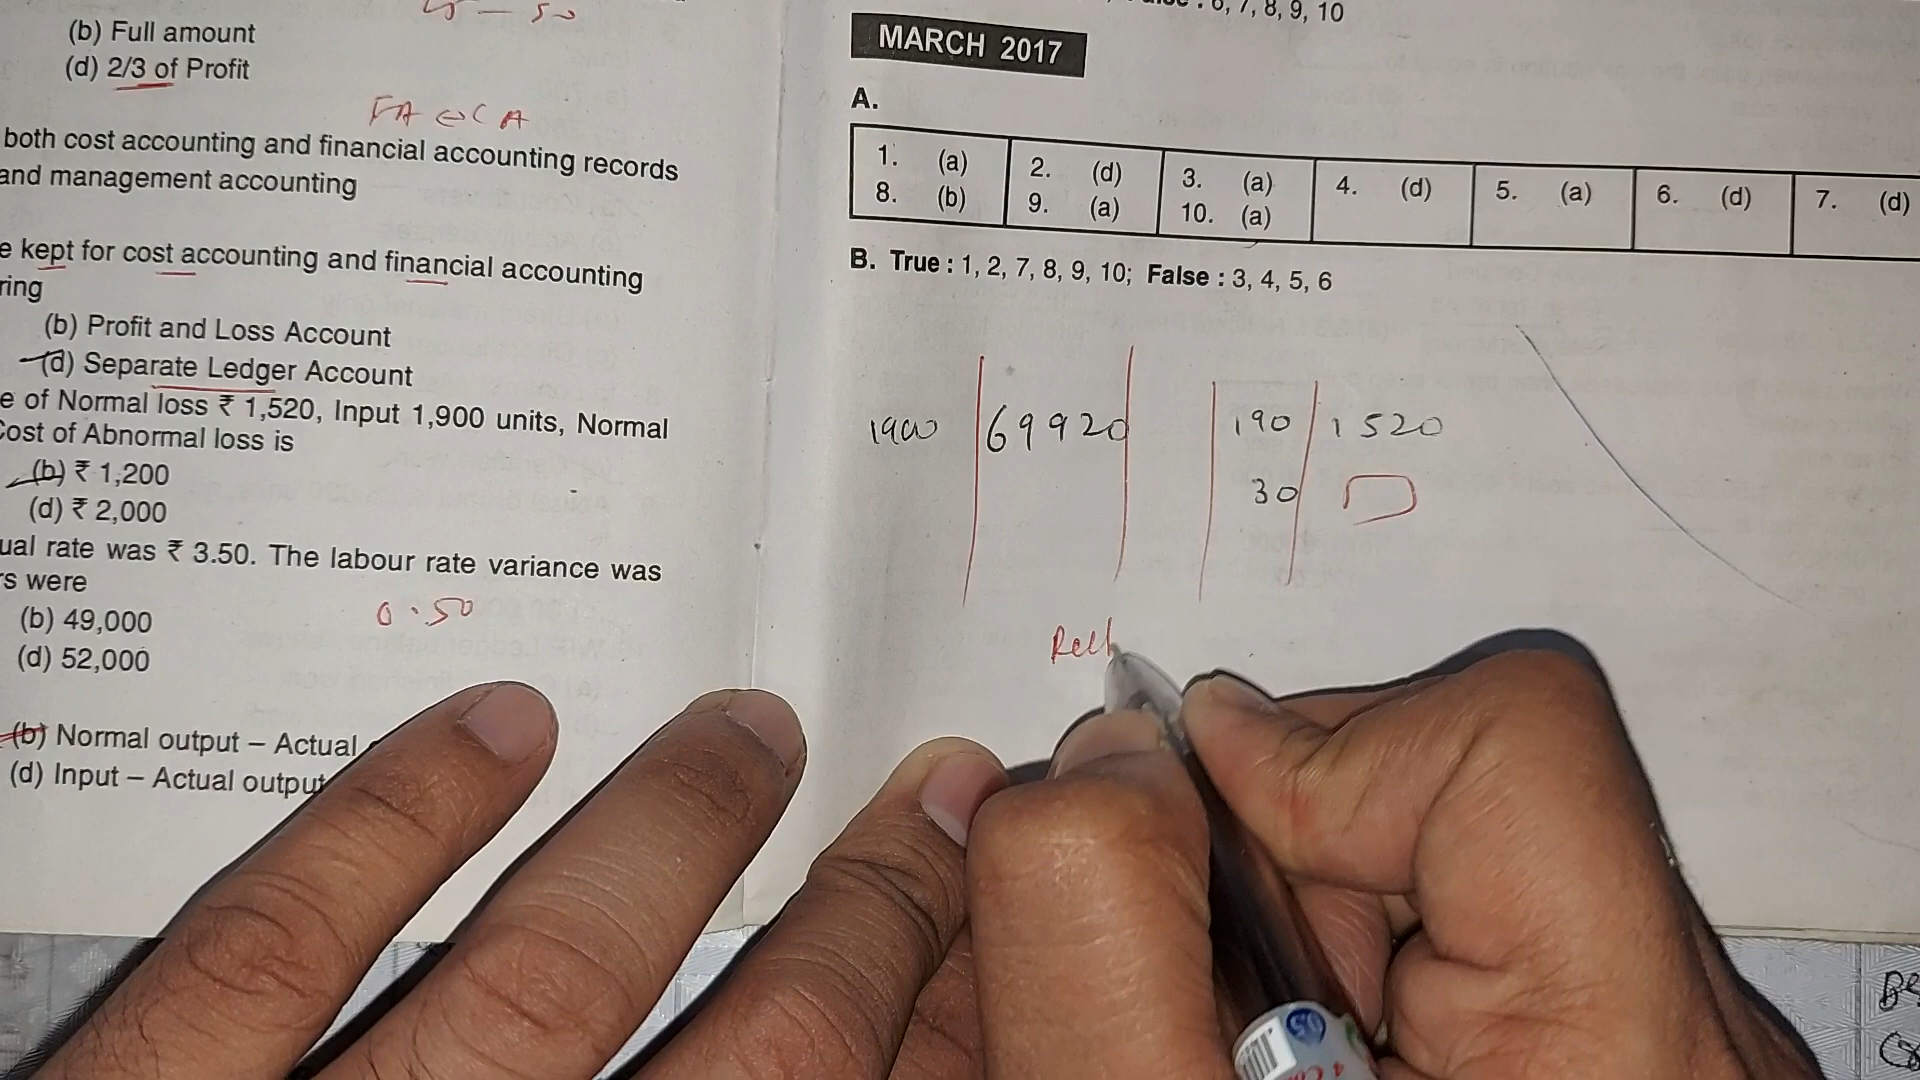 (b) Full amount
(d) 2/3 of Profit
FA ⇔ CA
both cost accounting and financial accounting records
and management accounting
e kept for cost accounting and financial accounting
ring
(b) Profit and Loss Account
(d) Separate Ledger Account
e of Normal loss ₹ 1,520, Input 1,900 units, Normal
Cost of Abnormal loss is
(b) ₹ 1,200
(d) ₹ 2,000
ual rate was ₹ 3.50. The labour rate variance was
rs were
(b) 49,000
0.50
(d) 52,000
(b) Normal output – Actual
(d) Input – Actual output
6, 7, 8, 9, 10
MARCH 2017
A.
1. (a) 2. (d) 3. (a) 4. (d) 5. (a) 6. (d) 7. (d)
8. (b) 9. (a) 10. (a)
B. True : 1, 2, 7, 8, 9, 10; False : 3, 4, 5, 6
1900 69920 190 1520
30